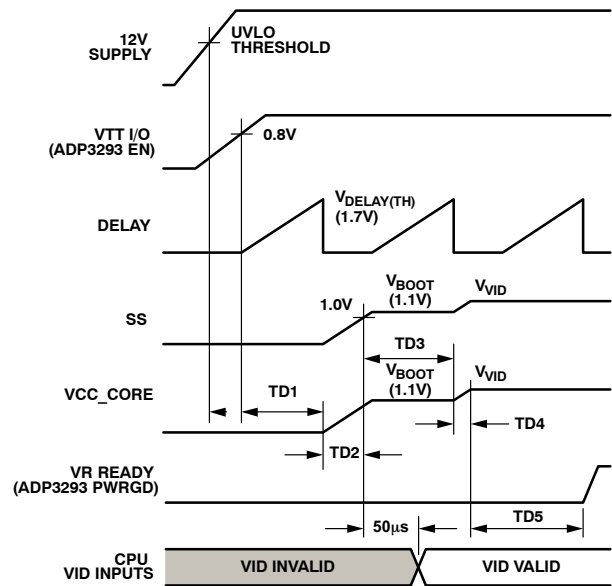 12V
SUPPLY
UVLO
THRESHOLD
VTT I/O
(ADP3293 EN)
0.8V
DELAY
VDELAY(TH)
(1.7V)
SS
1.0V
VBOOT
(1.1V)
VVID
TD3
VCC_CORE
TD1
VBOOT
(1.1V)
VVID
TD4
TD2
VR READY
(ADP3293 PWRGD)
50µs
TD5
CPU
VID INPUTS
VID INVALID
VID VALID